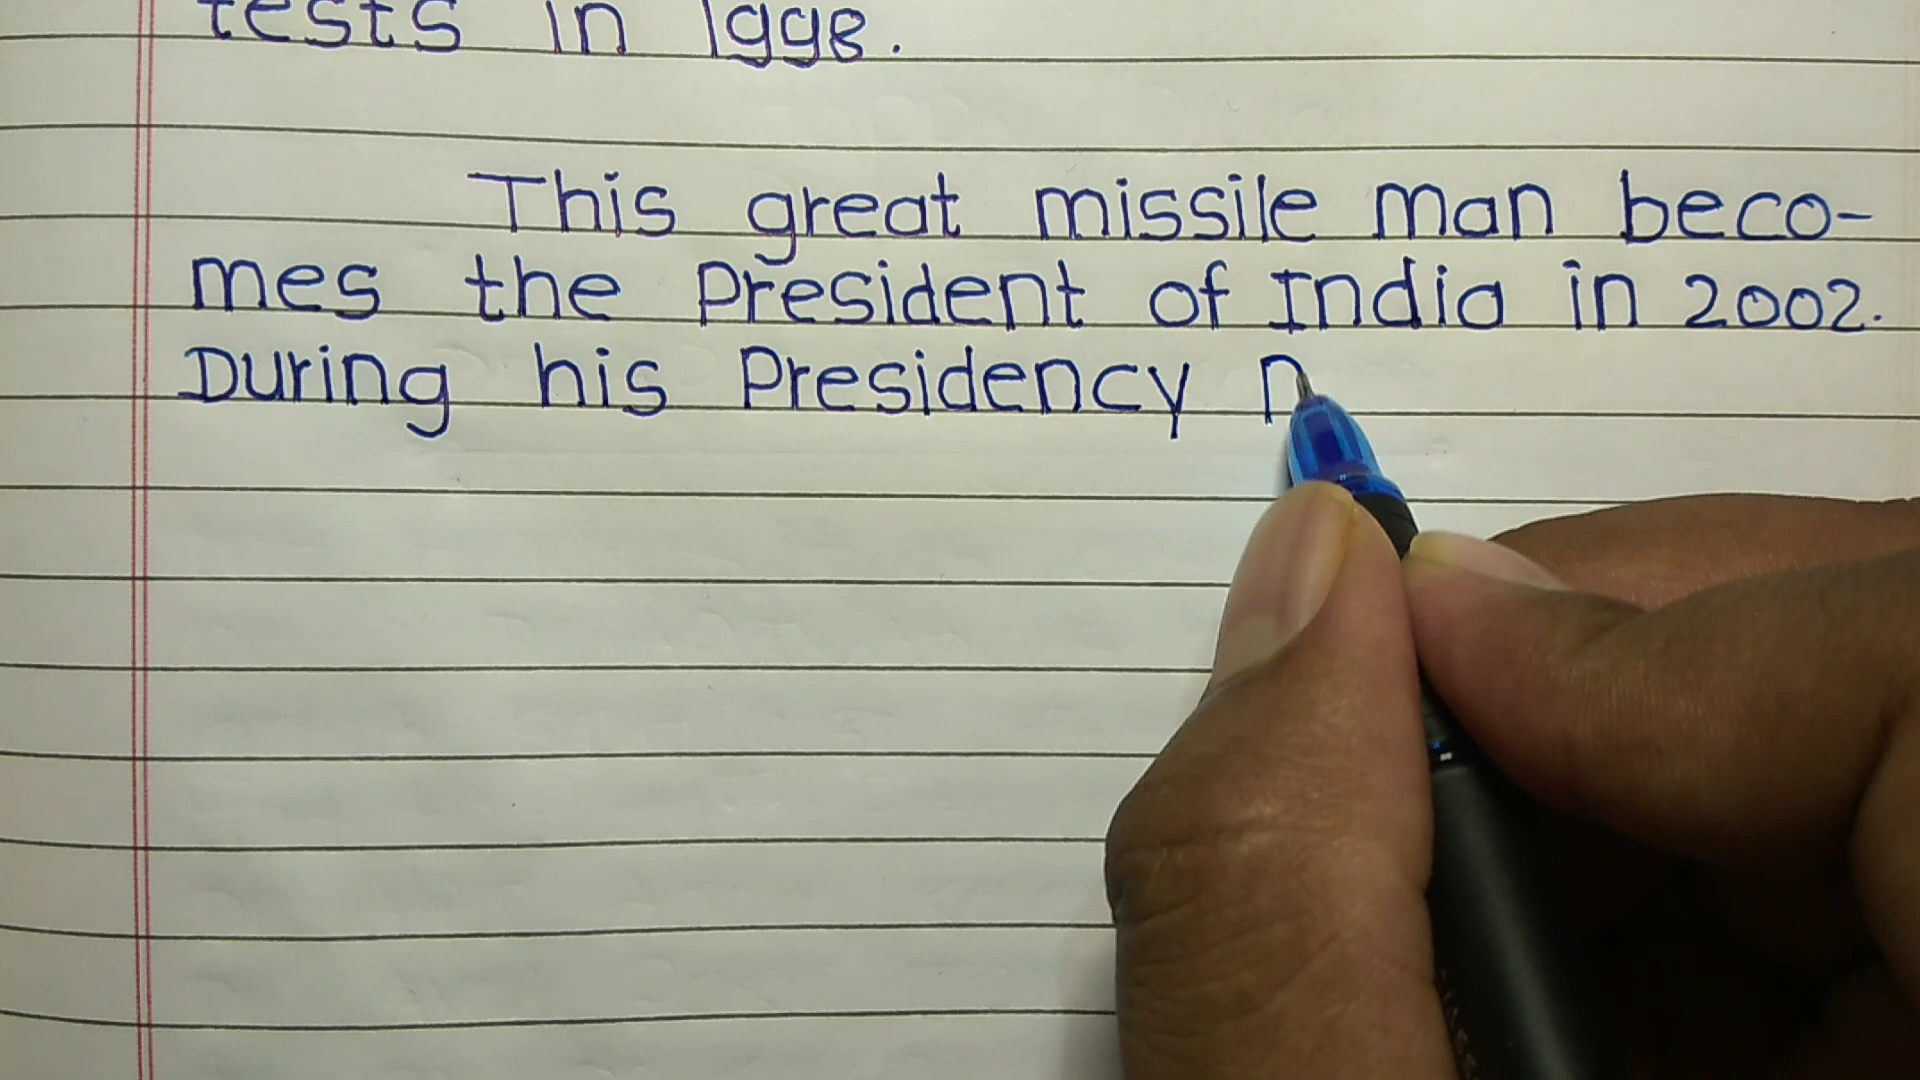 tests in 1998.
This great missile man beco-
mes the President of India in 2002.
During his Presidency